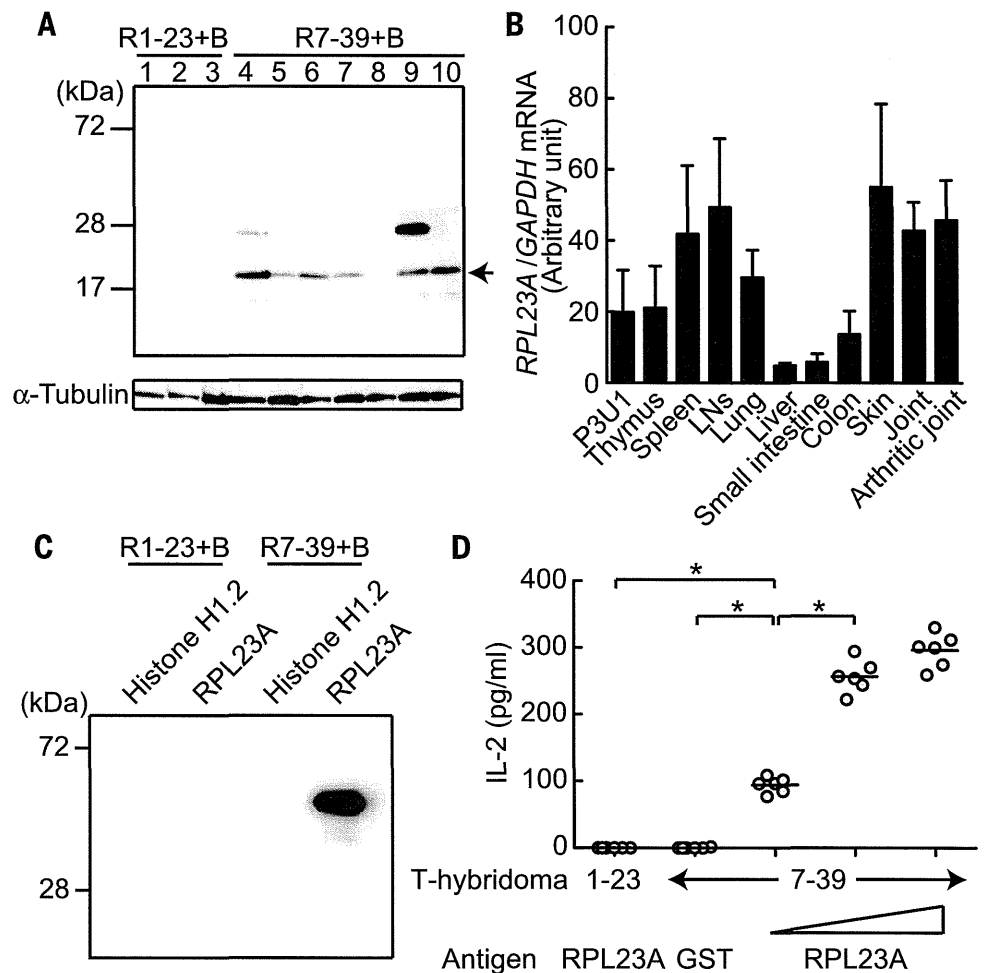 A
R1-23+B R7-39+B
1 2 3 4 5 6 7 8 9 10
(kDa)
72
28
17
α-Tubulin
B
RPL23A/GAPDH mRNA
(Arbitrary unit)
100
80
60
40
20
0
P3U1
Thymus
Spleen
LNs
Lung
Liver
Small intestine
Colon
Skin
Joint
Arthritic joint
C
R1-23+B R7-39+B
Histone H1.2
RPL23A
Histone H1.2
RPL23A
(kDa)
72
28
D
IL-2 (pg/ml)
400
300
200
100
0
* 
* *
T-hybridoma 1-23 7-39
Antigen RPL23A GST RPL23A